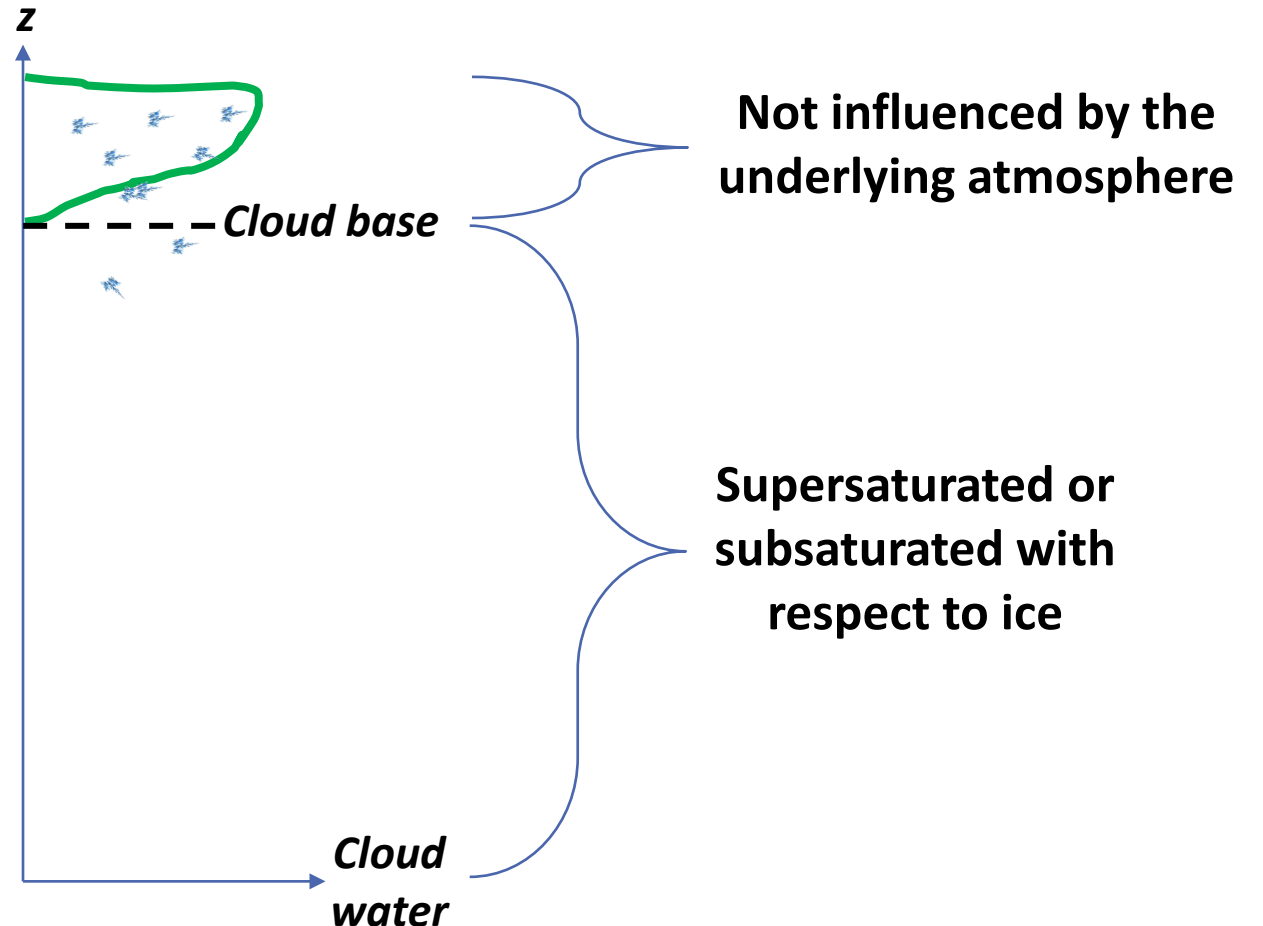 z
Not influenced by the
underlying atmosphere
Cloud base
Supersaturated or
subsaturated with
respect to ice
Cloud
water